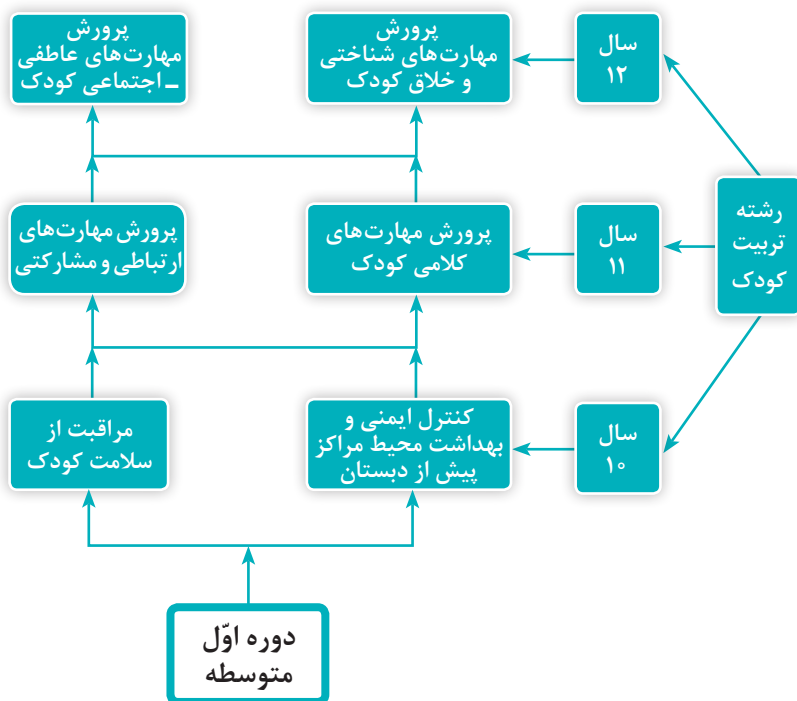 پرورش
مهارت‌های شناختی
و خلاق کودک
پرورش
مهارت‌های عاطفی
ـ اجتماعی کودک
سال
۱۲
رشته
تربیت
کودک
سال
۱۱
پرورش مهارت‌های
کلامی کودک
پرورش مهارت‌های
ارتباطی و مشارکتی
سال
۱۰
کنترل ایمنی و
بهداشت محیط مراکز
پیش از دبستان
مراقبت از
سلامت کودک
دوره اوّل
متوسطه